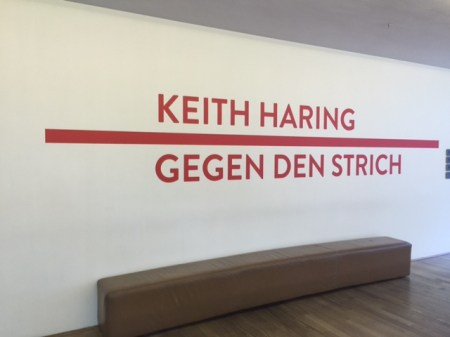 KEITH HARING
GEGEN DEN STRICH